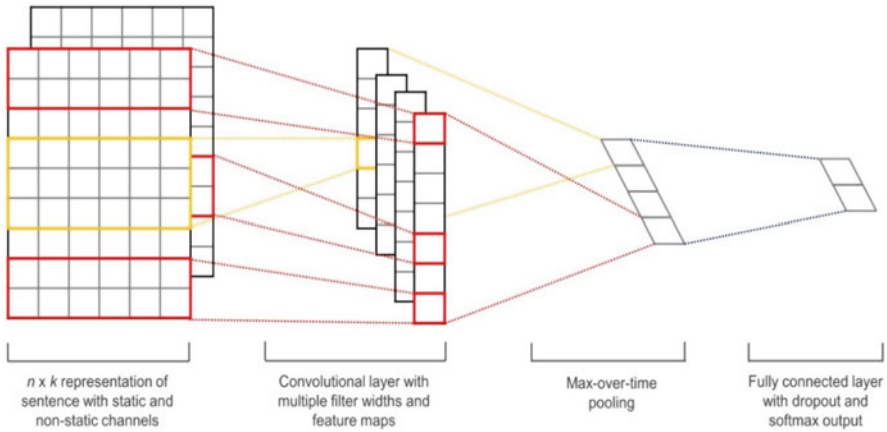 n x k representation of
sentence with static and
non-static channels
Convolutional layer with
multiple filter widths and
feature maps
Max-over-time
pooling
Fully connected layer
with dropout and
softmax output